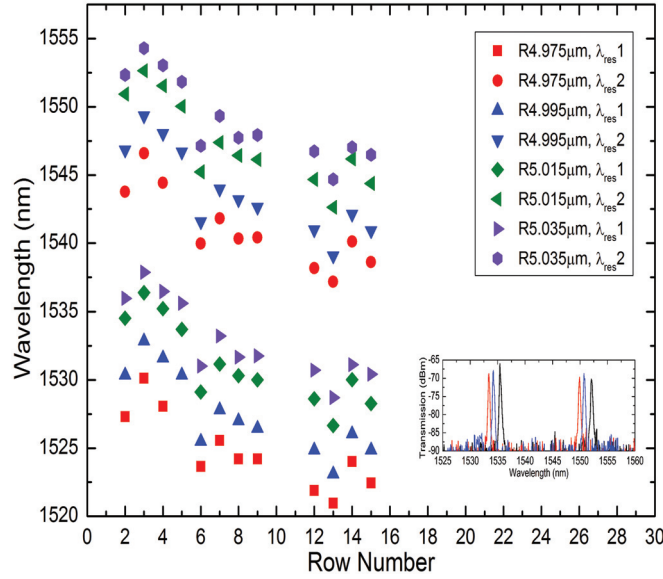 1555
1550
1545
1540
1535
1530
1525
1520
Wavelength (nm)
0 2 4 6 8 10 12 14 16 18 20 22 24 26 28 30
Row Number
R4.975μm, λres1
R4.975μm, λres2
R4.995μm, λres1
R4.995μm, λres2
R5.015μm, λres1
R5.015μm, λres2
R5.035μm, λres1
R5.035μm, λres2
-65
-70
-75
-80
-85
-90
Transmission (dBm)
1525 1530 1535 1540 1545 1550 1555 1560
Wavelength (nm)